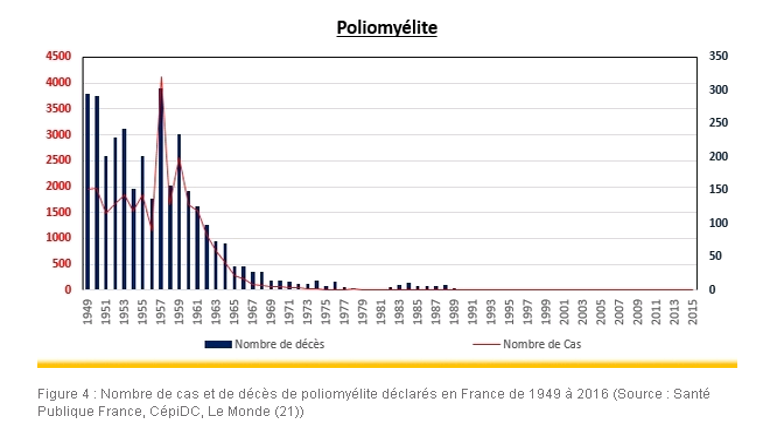 Poliomyélite
4500 350
4000 300
3500 250
3000 200
2500 150
2000 100
1500 50
1000 0
500
0
1949 1951 1953 1955 1957 1959 1961 1963 1965 1967 1969 1971 1973 1975 1977 1979 1981 1983 1985 1987 1989 1991 1993 1995 1997 1999 2001 2003 2005 2007 2009 2011 2013 2015
Nombre de décès Nombre de Cas
Figure 4 : Nombre de cas et de décès de poliomyélite déclarés en France de 1949 à 2016 (Source : Santé
Publique France, CépiDC, Le Monde (21))